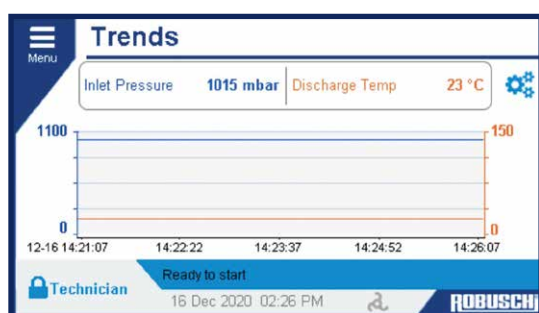 Trends
Menu
Inlet Pressure 1015 mbar Discharge Temp 23 °C
1100 150
0 0
12-16 14:21:07 14:22:22 14:23:37 14:24:52 14:26:07
Ready to start
Technician
16 Dec 2020 02:26 PM
ROBUSCHI